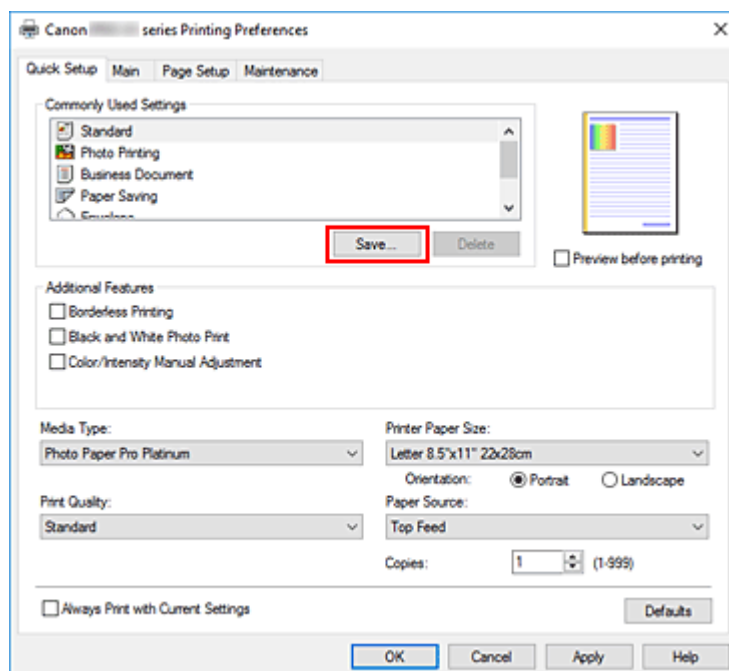 Canon series Printing Preferences
Quick Setup Main Page Setup Maintenance
Commonly Used Settings
Standard
Photo Printing
Business Document
Paper Saving
Envelope
Save... Delete
Preview before printing
Additional Features
Borderless Printing
Black and White Photo Print
Color/Intensity Manual Adjustment
Media Type:
Photo Paper Pro Platinum
Printer Paper Size:
Letter 8.5"x11" 22x28cm
Orientation: Portrait Landscape
Print Quality:
Standard
Paper Source:
Top Feed
Copies: 1 (1-999)
Always Print with Current Settings
Defaults
OK Cancel Apply Help